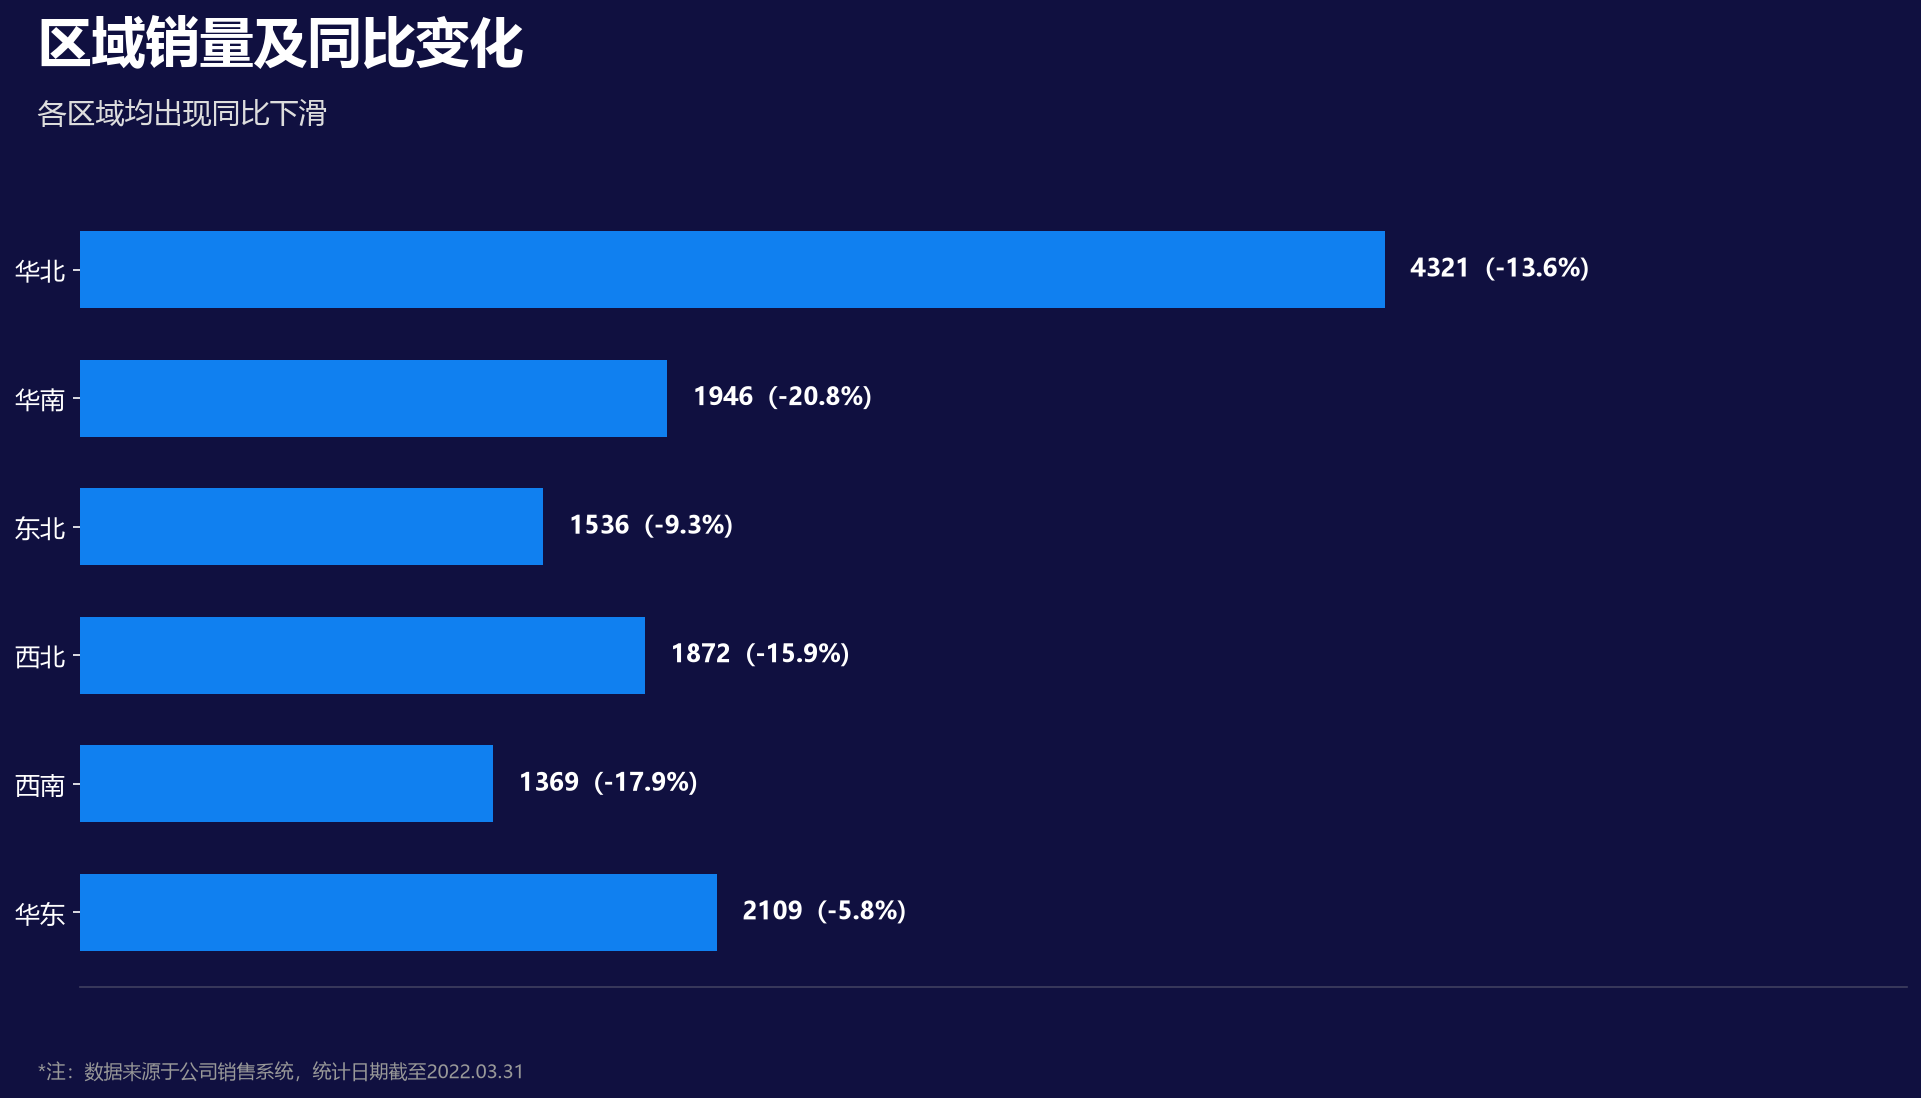 区域销量及同比变化
各区域均出现同比下滑
华北 4321 (-13.6%)
华南 1946 (-20.8%)
东北 1536 (-9.3%)
西北 1872 (-15.9%)
西南 1369 (-17.9%)
华东 2109 (-5.8%)
*注：数据来源于公司销售系统，统计日期截至2022.03.31